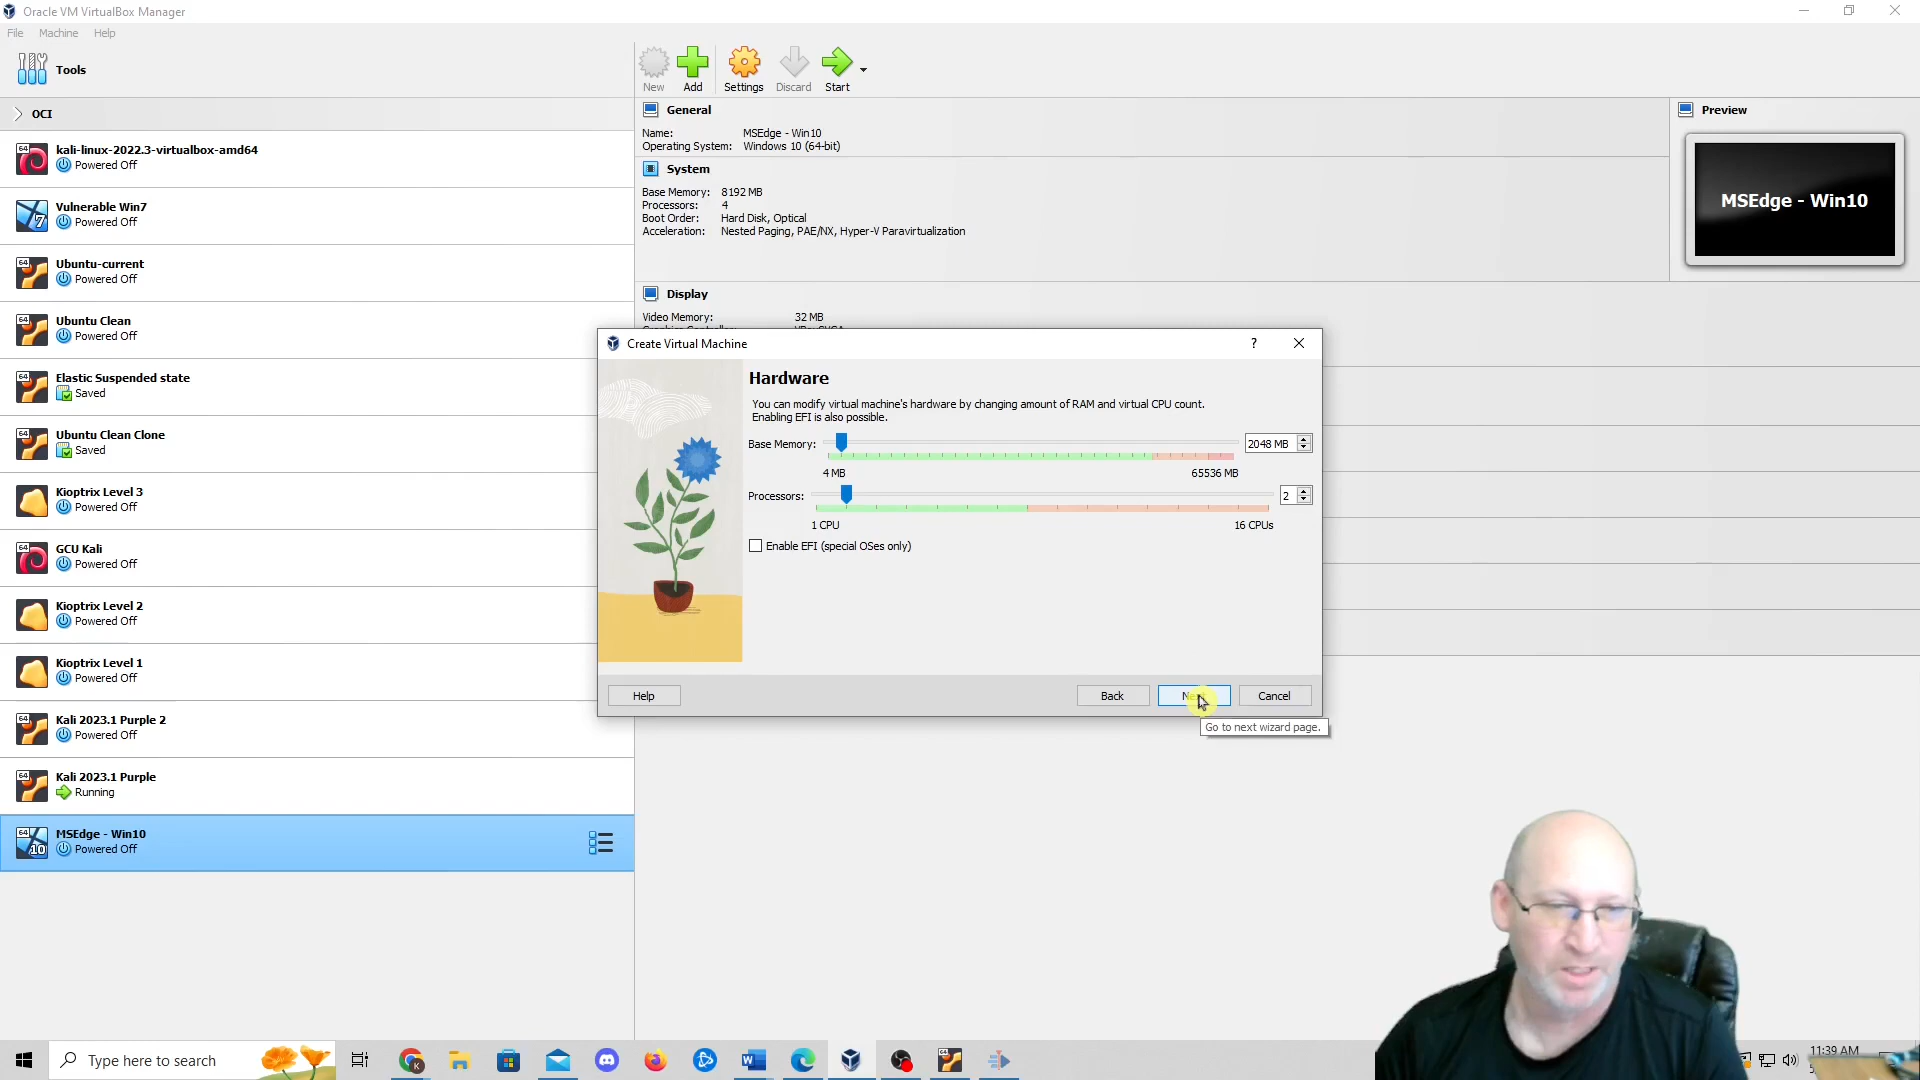 Oracle VM VirtualBox Manager
File Machine Help
Tools
New Add Settings Discard Start
OCI
kali-linux-2022.3-virtualbox-amd64
Powered Off
Vulnerable Win7
Powered Off
Ubuntu-current
Powered Off
Ubuntu Clean
Powered Off
Elastic Suspended state
Saved
Ubuntu Clean Clone
Saved
Kioptrix Level 3
Powered Off
GCU Kali
Powered Off
Kioptrix Level 2
Powered Off
Kioptrix Level 1
Powered Off
Kali 2023.1 Purple 2
Powered Off
Kali 2023.1 Purple
Running
MSEdge - Win10
Powered Off
General
Name: MSEdge - Win10
Operating System: Windows 10 (64-bit)
System
Base Memory: 8192 MB
Processors: 4
Boot Order: Hard Disk, Optical
Acceleration: Nested Paging, PAE/NX, Hyper-V Paravirtualization
Display
Video Memory: 32 MB
Preview
MSEdge - Win10
Create Virtual Machine
Hardware
You can modify virtual machine's hardware by changing amount of RAM and virtual CPU count.
Enabling EFI is also possible.
Base Memory: 2048 MB
4 MB 65536 MB
Processors: 2
1 CPU 16 CPUs
Enable EFI (special OSes only)
Help Back Cancel
Go to next wizard page.
Type here to search
11:39 AM